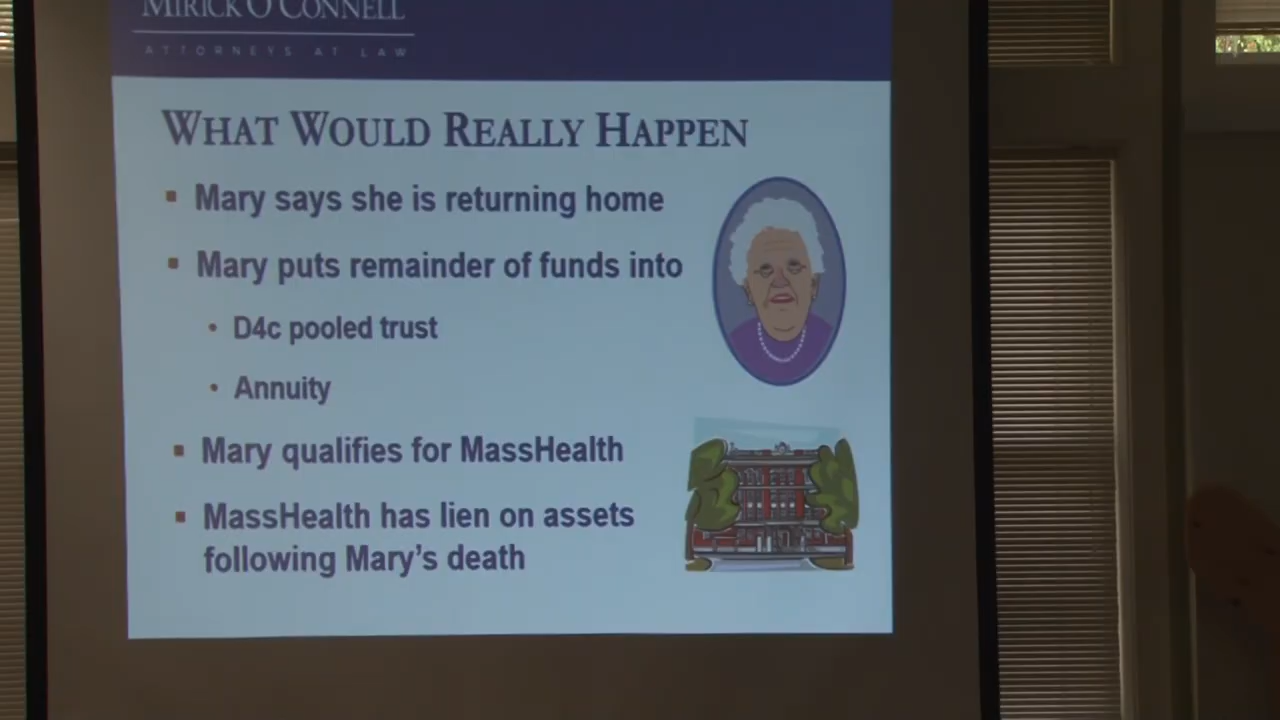 MIRICK O'CONNELL
ATTORNEYS AT LAW
WHAT WOULD REALLY HAPPEN
▪ Mary says she is returning home
▪ Mary puts remainder of funds into
• D4c pooled trust
• Annuity
▪ Mary qualifies for MassHealth
▪ MassHealth has lien on assets
following Mary's death